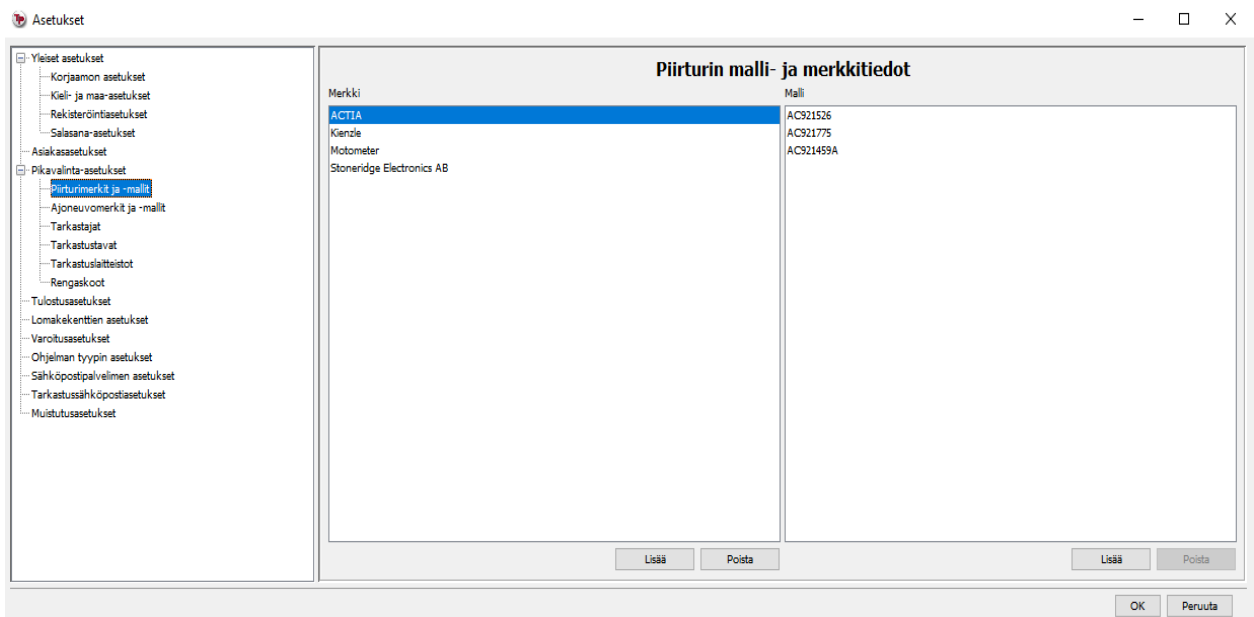 Asetukset
Yleiset asetukset
Korjaamon asetukset
Kieli- ja maa-asetukset
Rekisteröintiasetukset
Salasana-asetukset
Asiakasasetukset
Pikavalinta-asetukset
Piirturimerkit ja -mallit
Ajoneuvomerkit ja -mallit
Tarkastajat
Tarkastustavat
Tarkastuslaitteistot
Rengaskoot
Tulostusasetukset
Lomakekenttien asetukset
Varoitusasetukset
Ohjelman tyypin asetukset
Sähköpostipalvelimen asetukset
Tarkastussähköpostiasetukset
Muistutusasetukset
Piirturin malli- ja merkkitiedot
Merkki
ACTIA
Kienzle
Motometer
Stoneridge Electronics AB
Lisää Poista
Malli
AC921526
AC921775
AC921459A
Lisää Poista
OK Peruuta